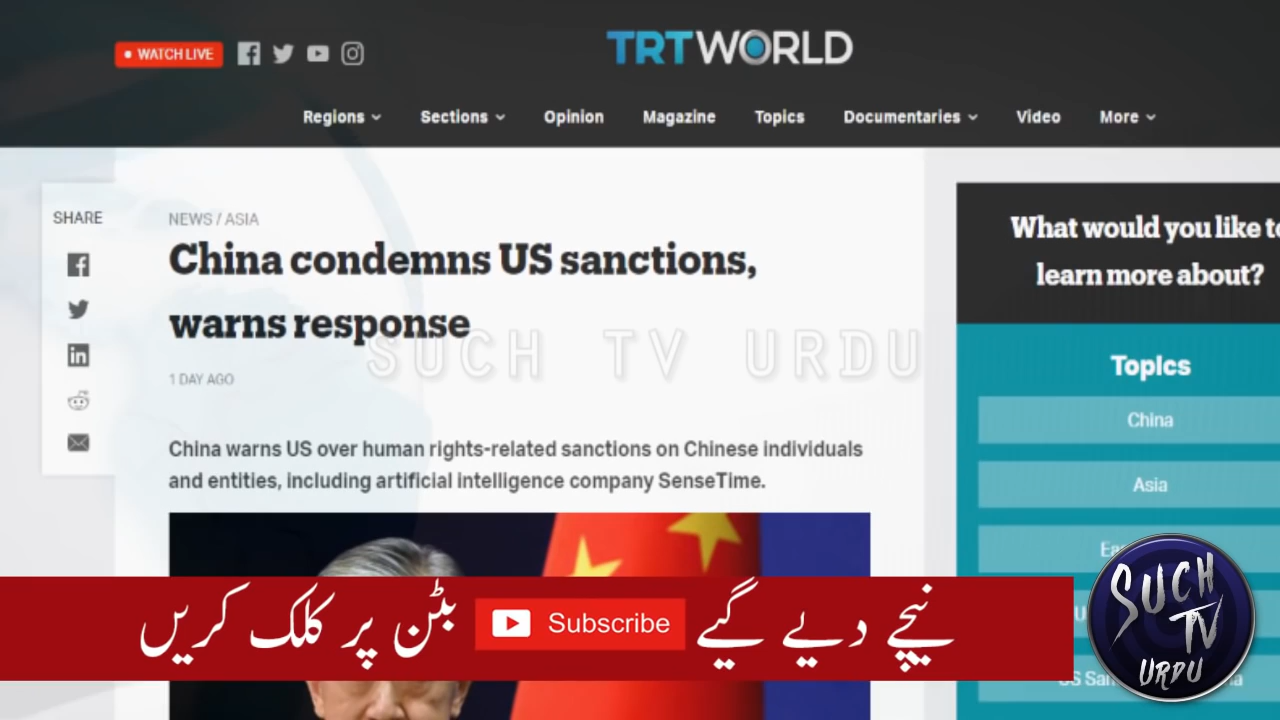 WATCH LIVE
TRT WORLD
Regions Sections Opinion Magazine Topics Documentaries Video More
SHARE
NEWS / ASIA
China condemns US sanctions,
warns response
1 DAY AGO
SUCH TV URDU
China warns US over human rights-related sanctions on Chinese individuals
and entities, including artificial intelligence company SenseTime.
What would you like to
learn more about?
Topics
China
Asia
نیچے دیے گیے Subscribe بٹن پر کلک کریں
SUCH
TV
URDU